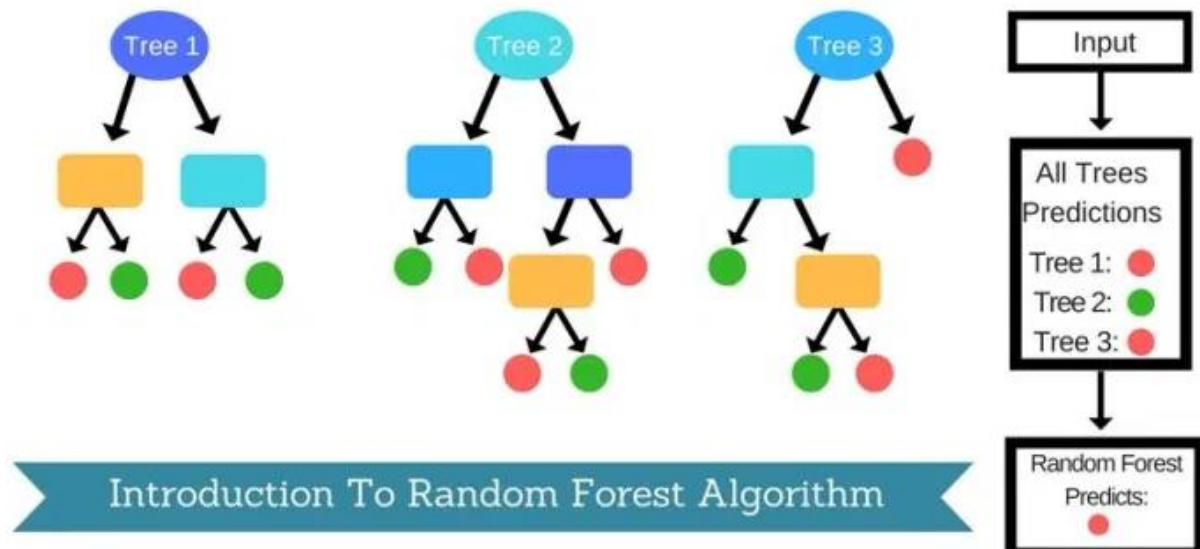 Tree 1
Tree 2
Tree 3
Input
All Trees
Predictions
Tree 1:
Tree 2:
Tree 3:
Random Forest
Predicts:
Introduction To Random Forest Algorithm